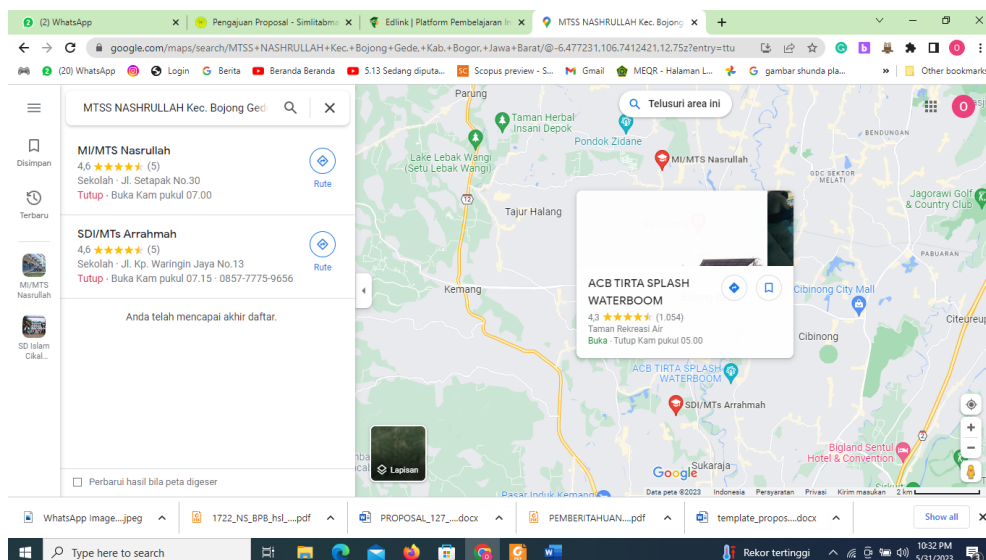 (2) WhatsApp
Pengajuan Proposal - Simlitabma
Edlink | Platform Pembelajaran In
MTSS NASHRULLAH Kec. Bojong
google.com/maps/search/MTSS+NASHRULLAH+Kec.+Bojong+Gede,+Kab.+Bogor,+Jawa+Barat/@-6.477231,106.7412421,12.75z?entry=ttu
(20) WhatsApp
Login
Berita
Beranda Beranda
5.13 Sedang diputa...
Scopus preview - S...
Gmail
MEQR - Halaman L...
gambar shunda pla...
Other bookmarks
MTSS NASHRULLAH Kec. Bojong Ged
Disimpan
Terbaru
MI/MTS
Nasrullah
SD Islam
Cikal...
MI/MTS Nasrullah
4,6 (5)
Sekolah · Jl. Setapak No.30
Tutup · Buka Kam pukul 07.00
Rute
SDI/MTs Arrahmah
4,6 (5)
Sekolah · Jl. Kp. Waringin Jaya No.13
Tutup · Buka Kam pukul 07.15 · 0857-7775-9656
Rute
Anda telah mencapai akhir daftar.
Perbarui hasil bila peta digeser
Telusuri area ini
O
Parung
Taman Herbal
Insani Depok
Pondok Zidane
Lake Lebak Wangi
(Setu Lebak Wangi)
MI/MTS Nasrullah
BENDUNGAN
GDC SEKTOR
MELATI
Jagorawi Golf
& Country Club
12
Tajur Halang
PABUARAN
Kemang
ACB TIRTA SPLASH
WATERBOOM
4,3 (1.054)
Taman Rekreasi Air
Buka · Tutup Kam pukul 05.00
Cibinong City Mall
Cibinong
Citeureup
ACB TIRTA SPLASH
WATERBOOM
SDI/MTs Arrahmah
2
Bigland Sentul
Hotel & Convention
Sukaraja
Pasar Induk Kemang
Lapisan
Google
Data peta ©2023 Indonesia Persyaratan Privasi Kirim masukan 2 km
WhatsApp Image....jpeg
1722_NS_BPB_hsl_....pdf
PROPOSAL_127_....docx
PEMBERITAHUAN....pdf
template_propos....docx
Show all
Type here to search
Rekor tertinggi
10:32 PM
5/31/2023